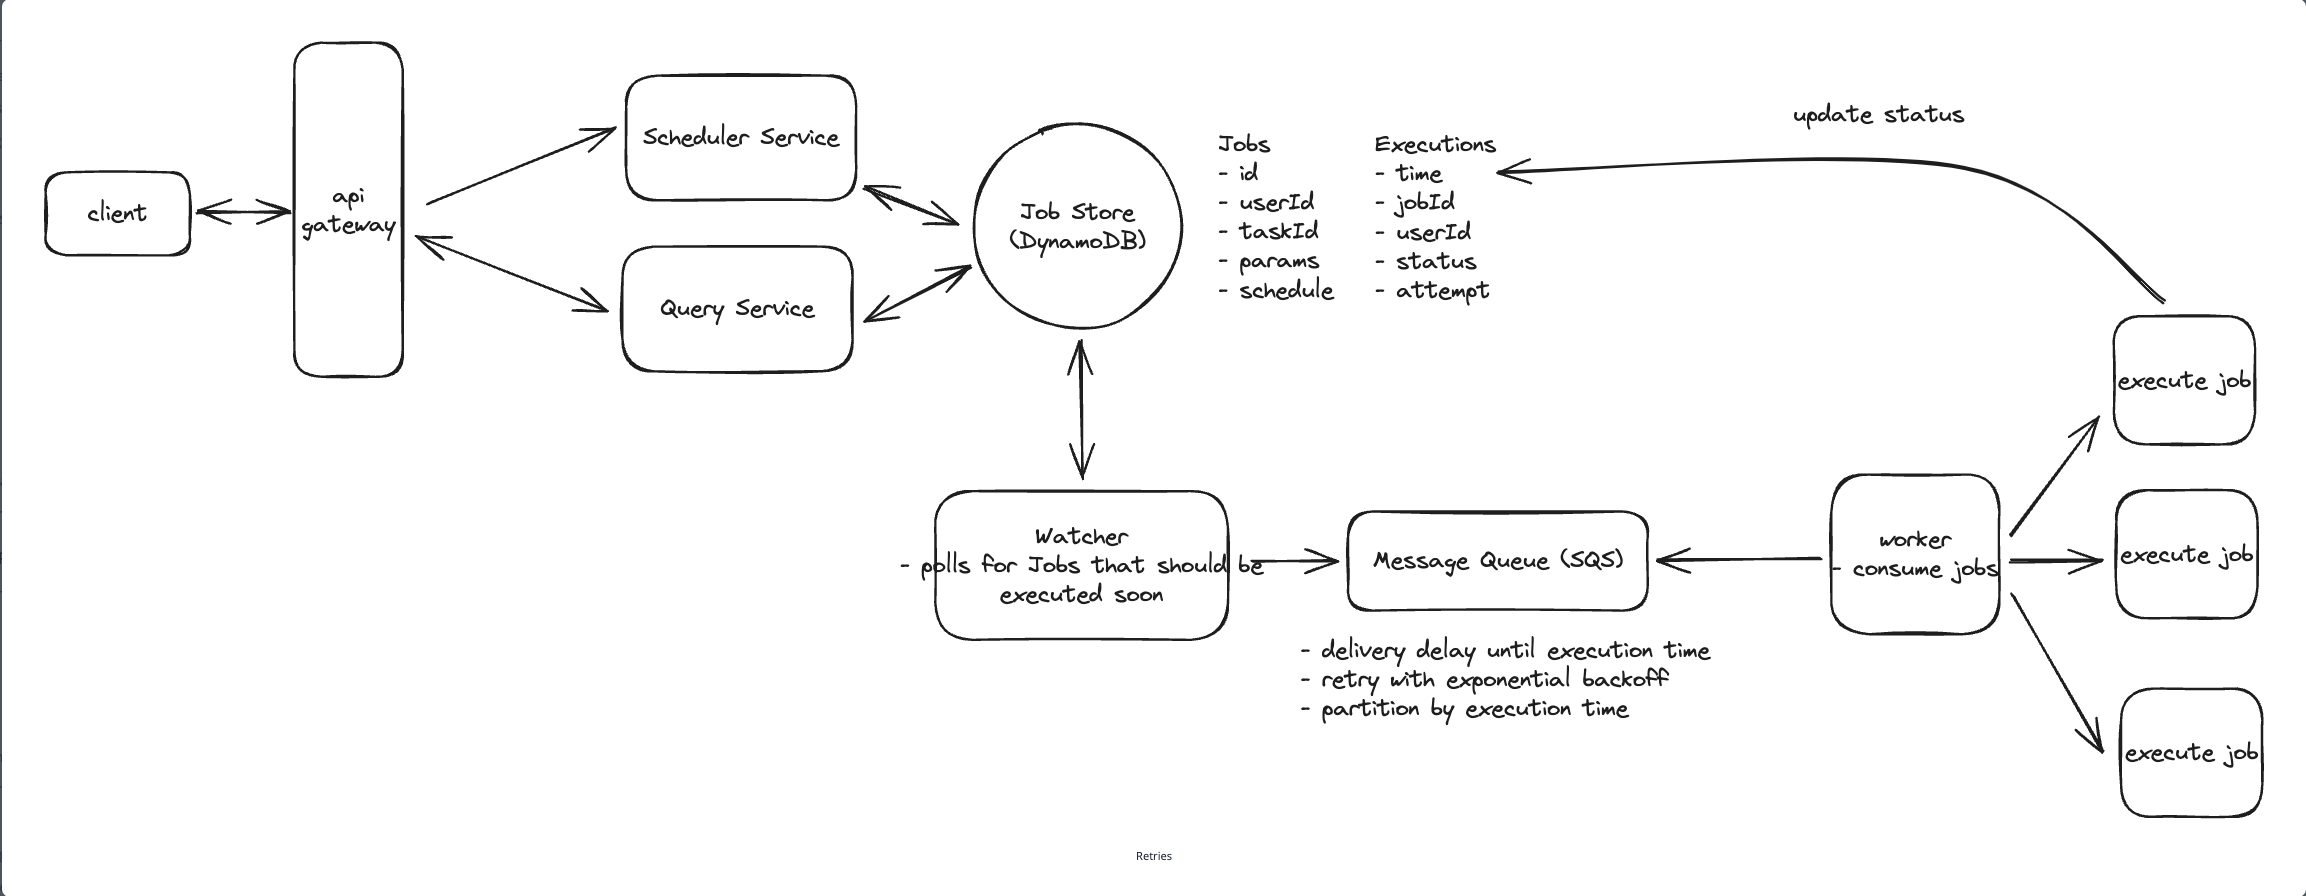 client
api
gateway
Scheduler Service
Query Service
Job Store
(DynamoDB)
Jobs
- id
- userId
- taskId
- params
- schedule
Executions
- time
- jobId
- userId
- status
- attempt
update status
Watcher
- polls for Jobs that should be
executed soon
Message Queue (SQS)
- delivery delay until execution time
- retry with exponential backoff
- partition by execution time
worker
- consume jobs
execute job
execute job
execute job
Retries